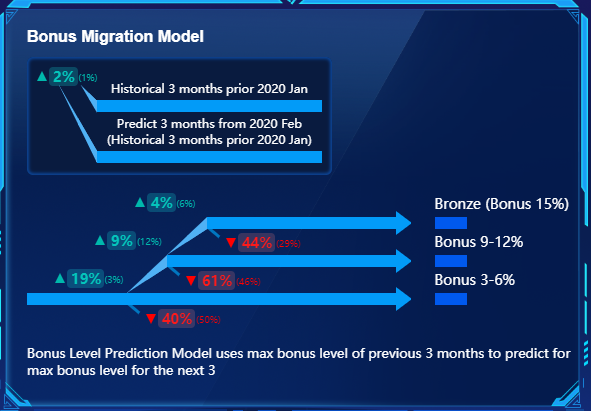 Bonus Migration Model
▲ 2% (1%)
Historical 3 months prior 2020 Jan
Predict 3 months from 2020 Feb
(Historical 3 months prior 2020 Jan)
▲ 4% (6%)
Bronze (Bonus 15%)
▲ 9% (12%)
▼ 44% (29%)
Bonus 9-12%
▲ 19% (3%)
▼ 61% (46%)
Bonus 3-6%
▼ 40% (50%)
Bonus Level Prediction Model uses max bonus level of previous 3 months to predict for
max bonus level for the next 3